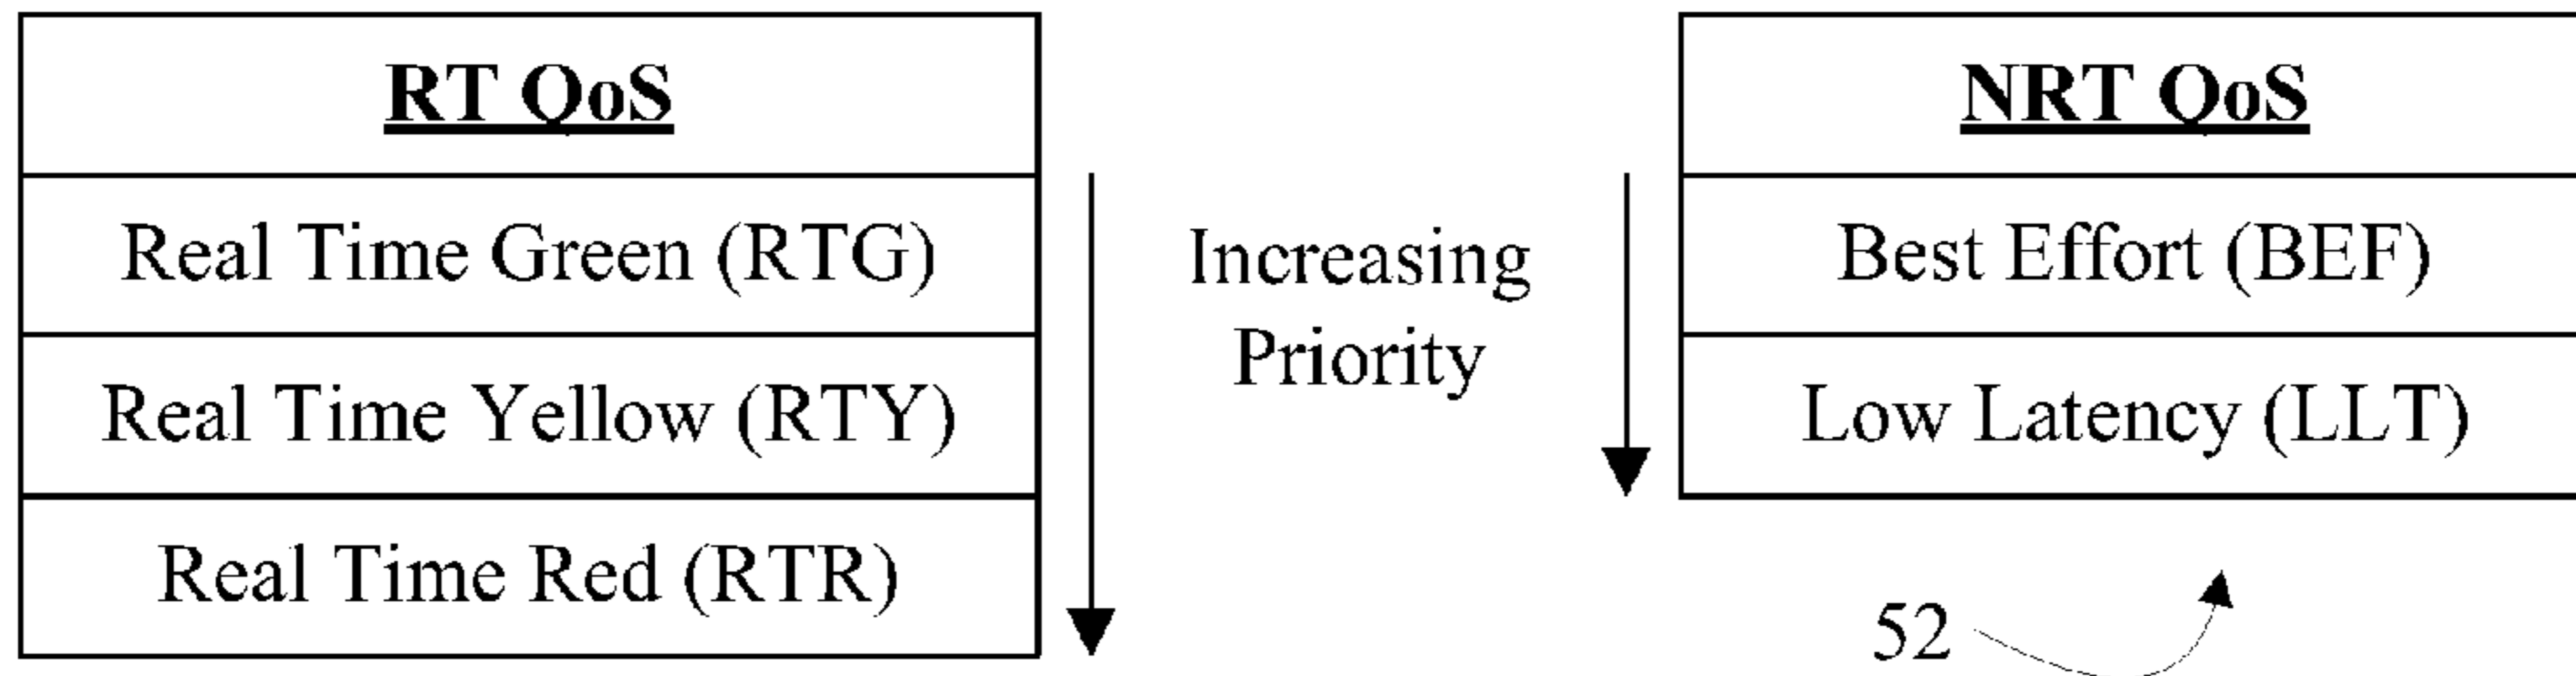 RT QoS
Real Time Green (RTG)
Real Time Yellow (RTY)
Real Time Red (RTR)
Increasing
Priority
NRT QoS
Best Effort (BEF)
Low Latency (LLT)
52